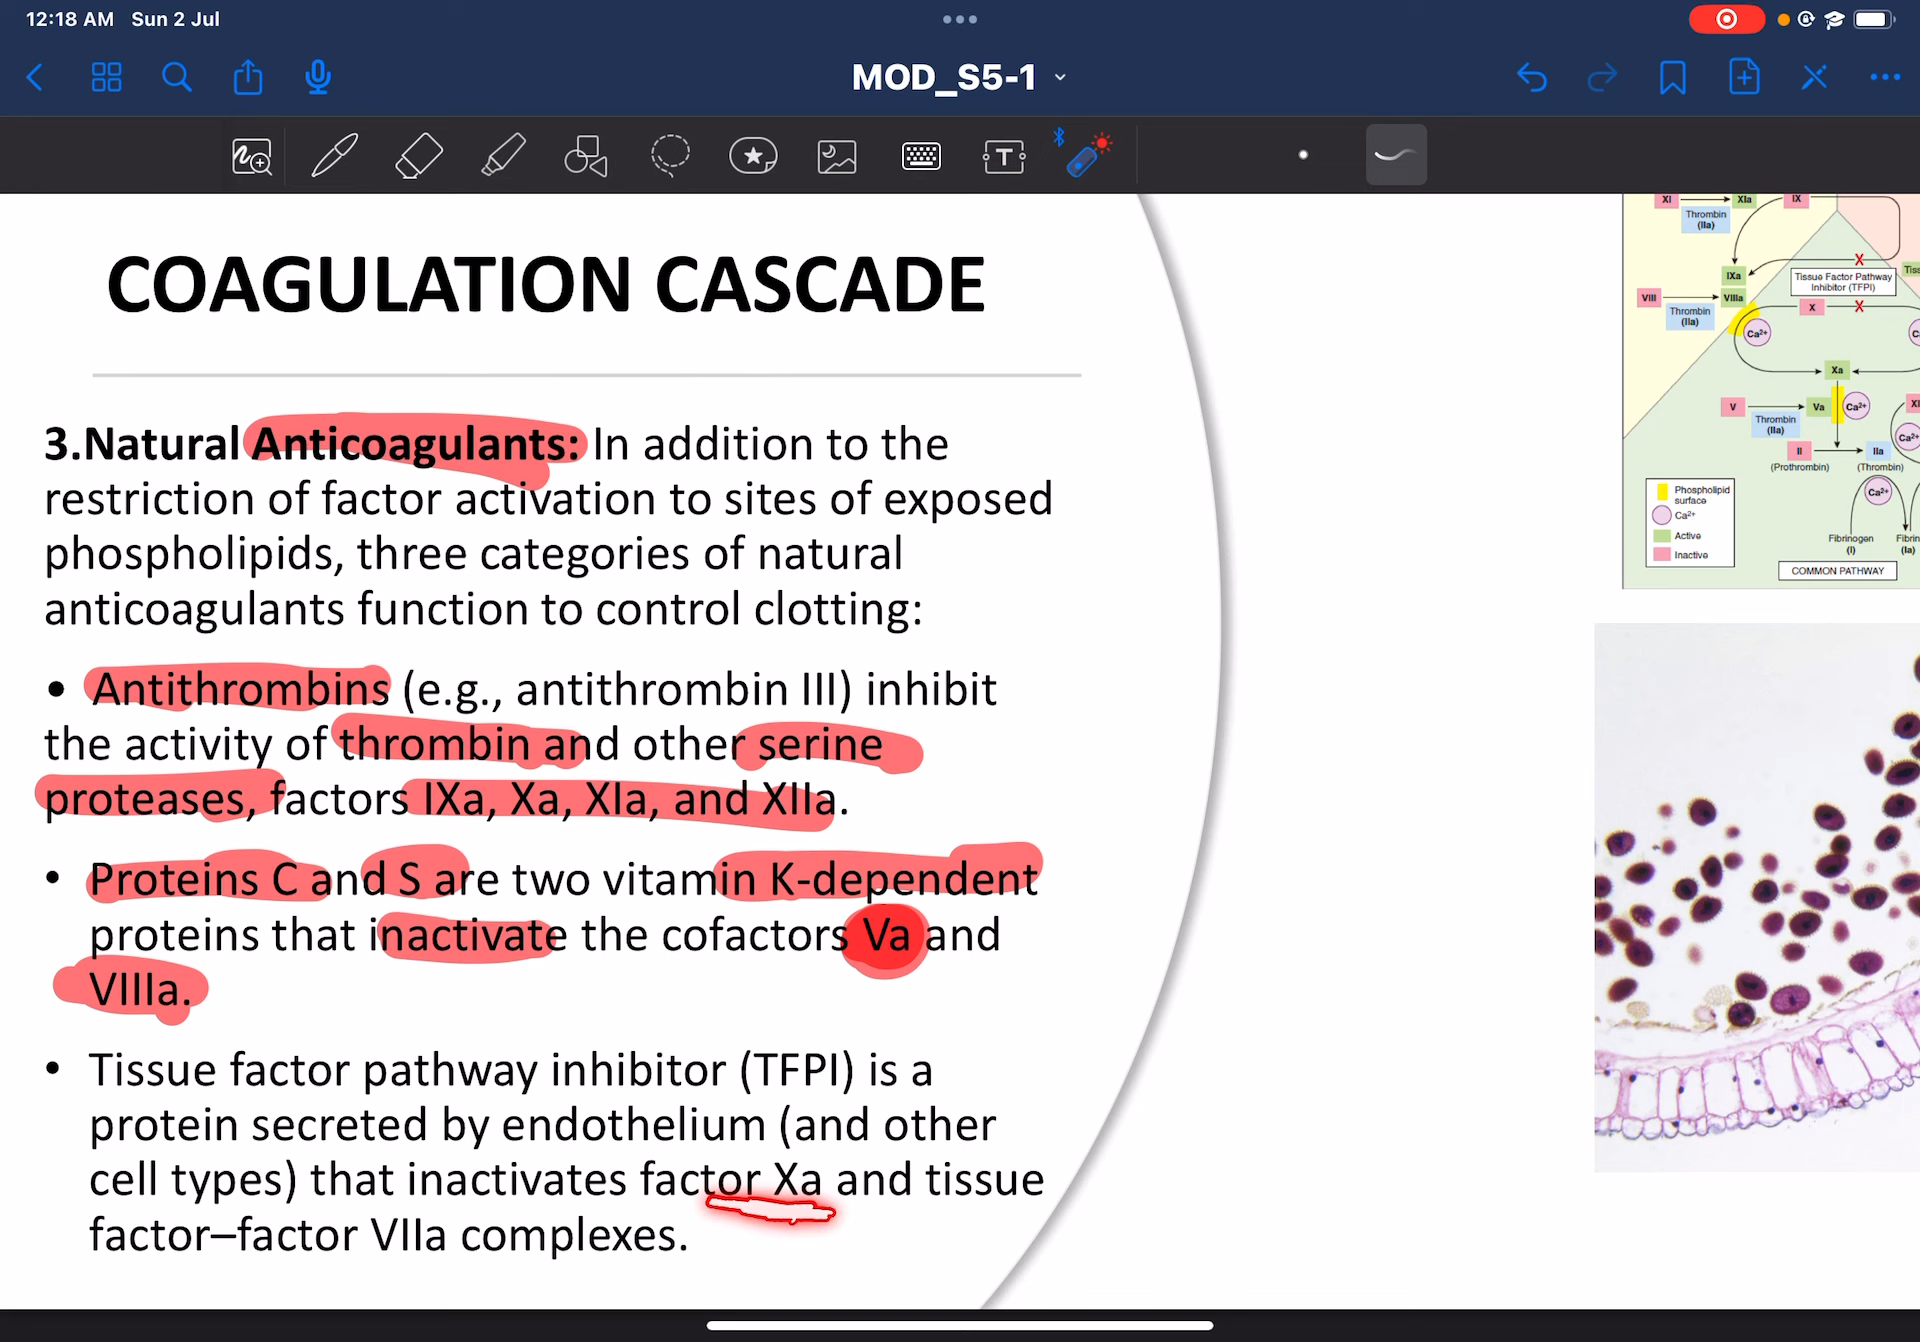 12:18 AM Sun 2 Jul
MOD_S5-1
COAGULATION CASCADE
3.Natural Anticoagulants: In addition to the
restriction of factor activation to sites of exposed
phospholipids, three categories of natural
anticoagulants function to control clotting:
• Antithrombins (e.g., antithrombin III) inhibit
the activity of thrombin and other serine
proteases, factors IXa, Xa, XIa, and XIIa.
• Proteins C and S are two vitamin K-dependent
proteins that inactivate the cofactors Va and
VIIIa.
• Tissue factor pathway inhibitor (TFPI) is a
protein secreted by endothelium (and other
cell types) that inactivates factor Xa and tissue
factor–factor VIIa complexes.
XI XIa IX
Thrombin
(IIa)
IXa
Tissue Factor Pathway
Inhibitor (TFPI)
VIII VIIIa
Thrombin
(IIa)
X
Ca2+
Xa
V Va Ca2+
Thrombin
(IIa)
Ca2+
II IIa
(Prothrombin) (Thrombin)
Ca2+
Phospholipid
surface
Ca2+
Active
Inactive
Fibrinogen
(I)
(Ia)
COMMON PATHWAY